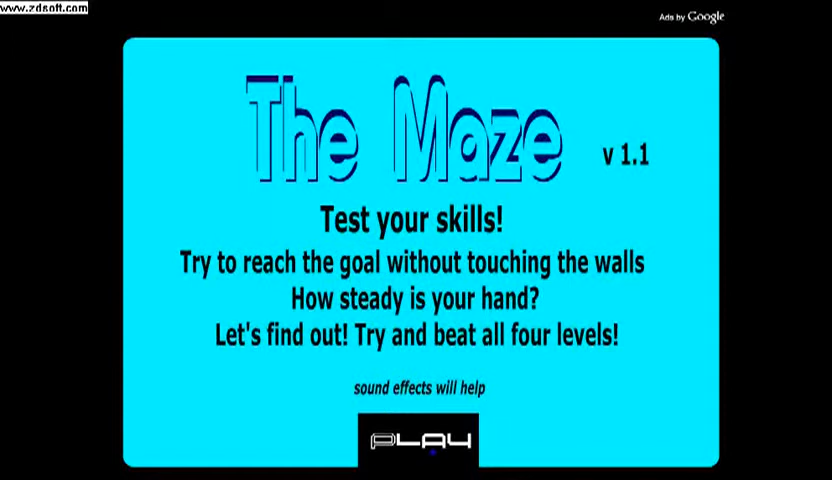 www.zdsoft.com
Ads by Google
The Maze
v 1.1
Test your skills!
Try to reach the goal without touching the walls
How steady is your hand?
Let's find out! Try and beat all four levels!
sound effects will help
PLAY